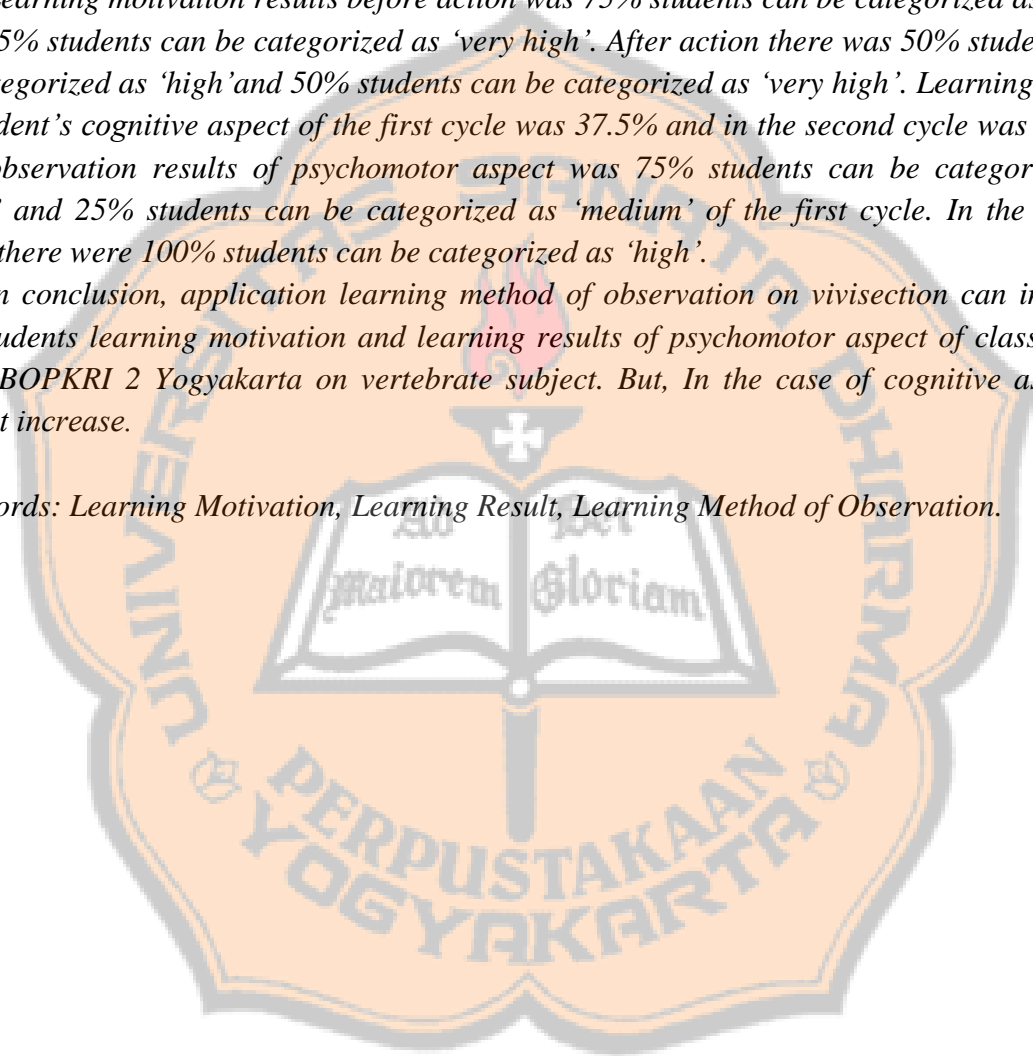 earning motivation results before action was 75% students can be categorized as
5% students can be categorized as ‘very high’. After action there was 50% stude
egorized as ‘high’and 50% students can be categorized as ‘very high’. Learning
dent’s cognitive aspect of the first cycle was 37.5% and in the second cycle was
observation results of psychomotor aspect was 75% students can be categor
’ and 25% students can be categorized as ‘medium’ of the first cycle. In the
there were 100% students can be categorized as ‘high’.
n conclusion, application learning method of observation on vivisection can i
udents learning motivation and learning results of psychomotor aspect of class
BOPKRI 2 Yogyakarta on vertebrate subject. But, In the case of cognitive a
t increase.
ords: Learning Motivation, Learning Result, Learning Method of Observation.
UNIVERSITAS SANATA DHARMA
Ad Dei
Maiorem Gloriam
PERPUSTAKAAN
YOGYAKARTA